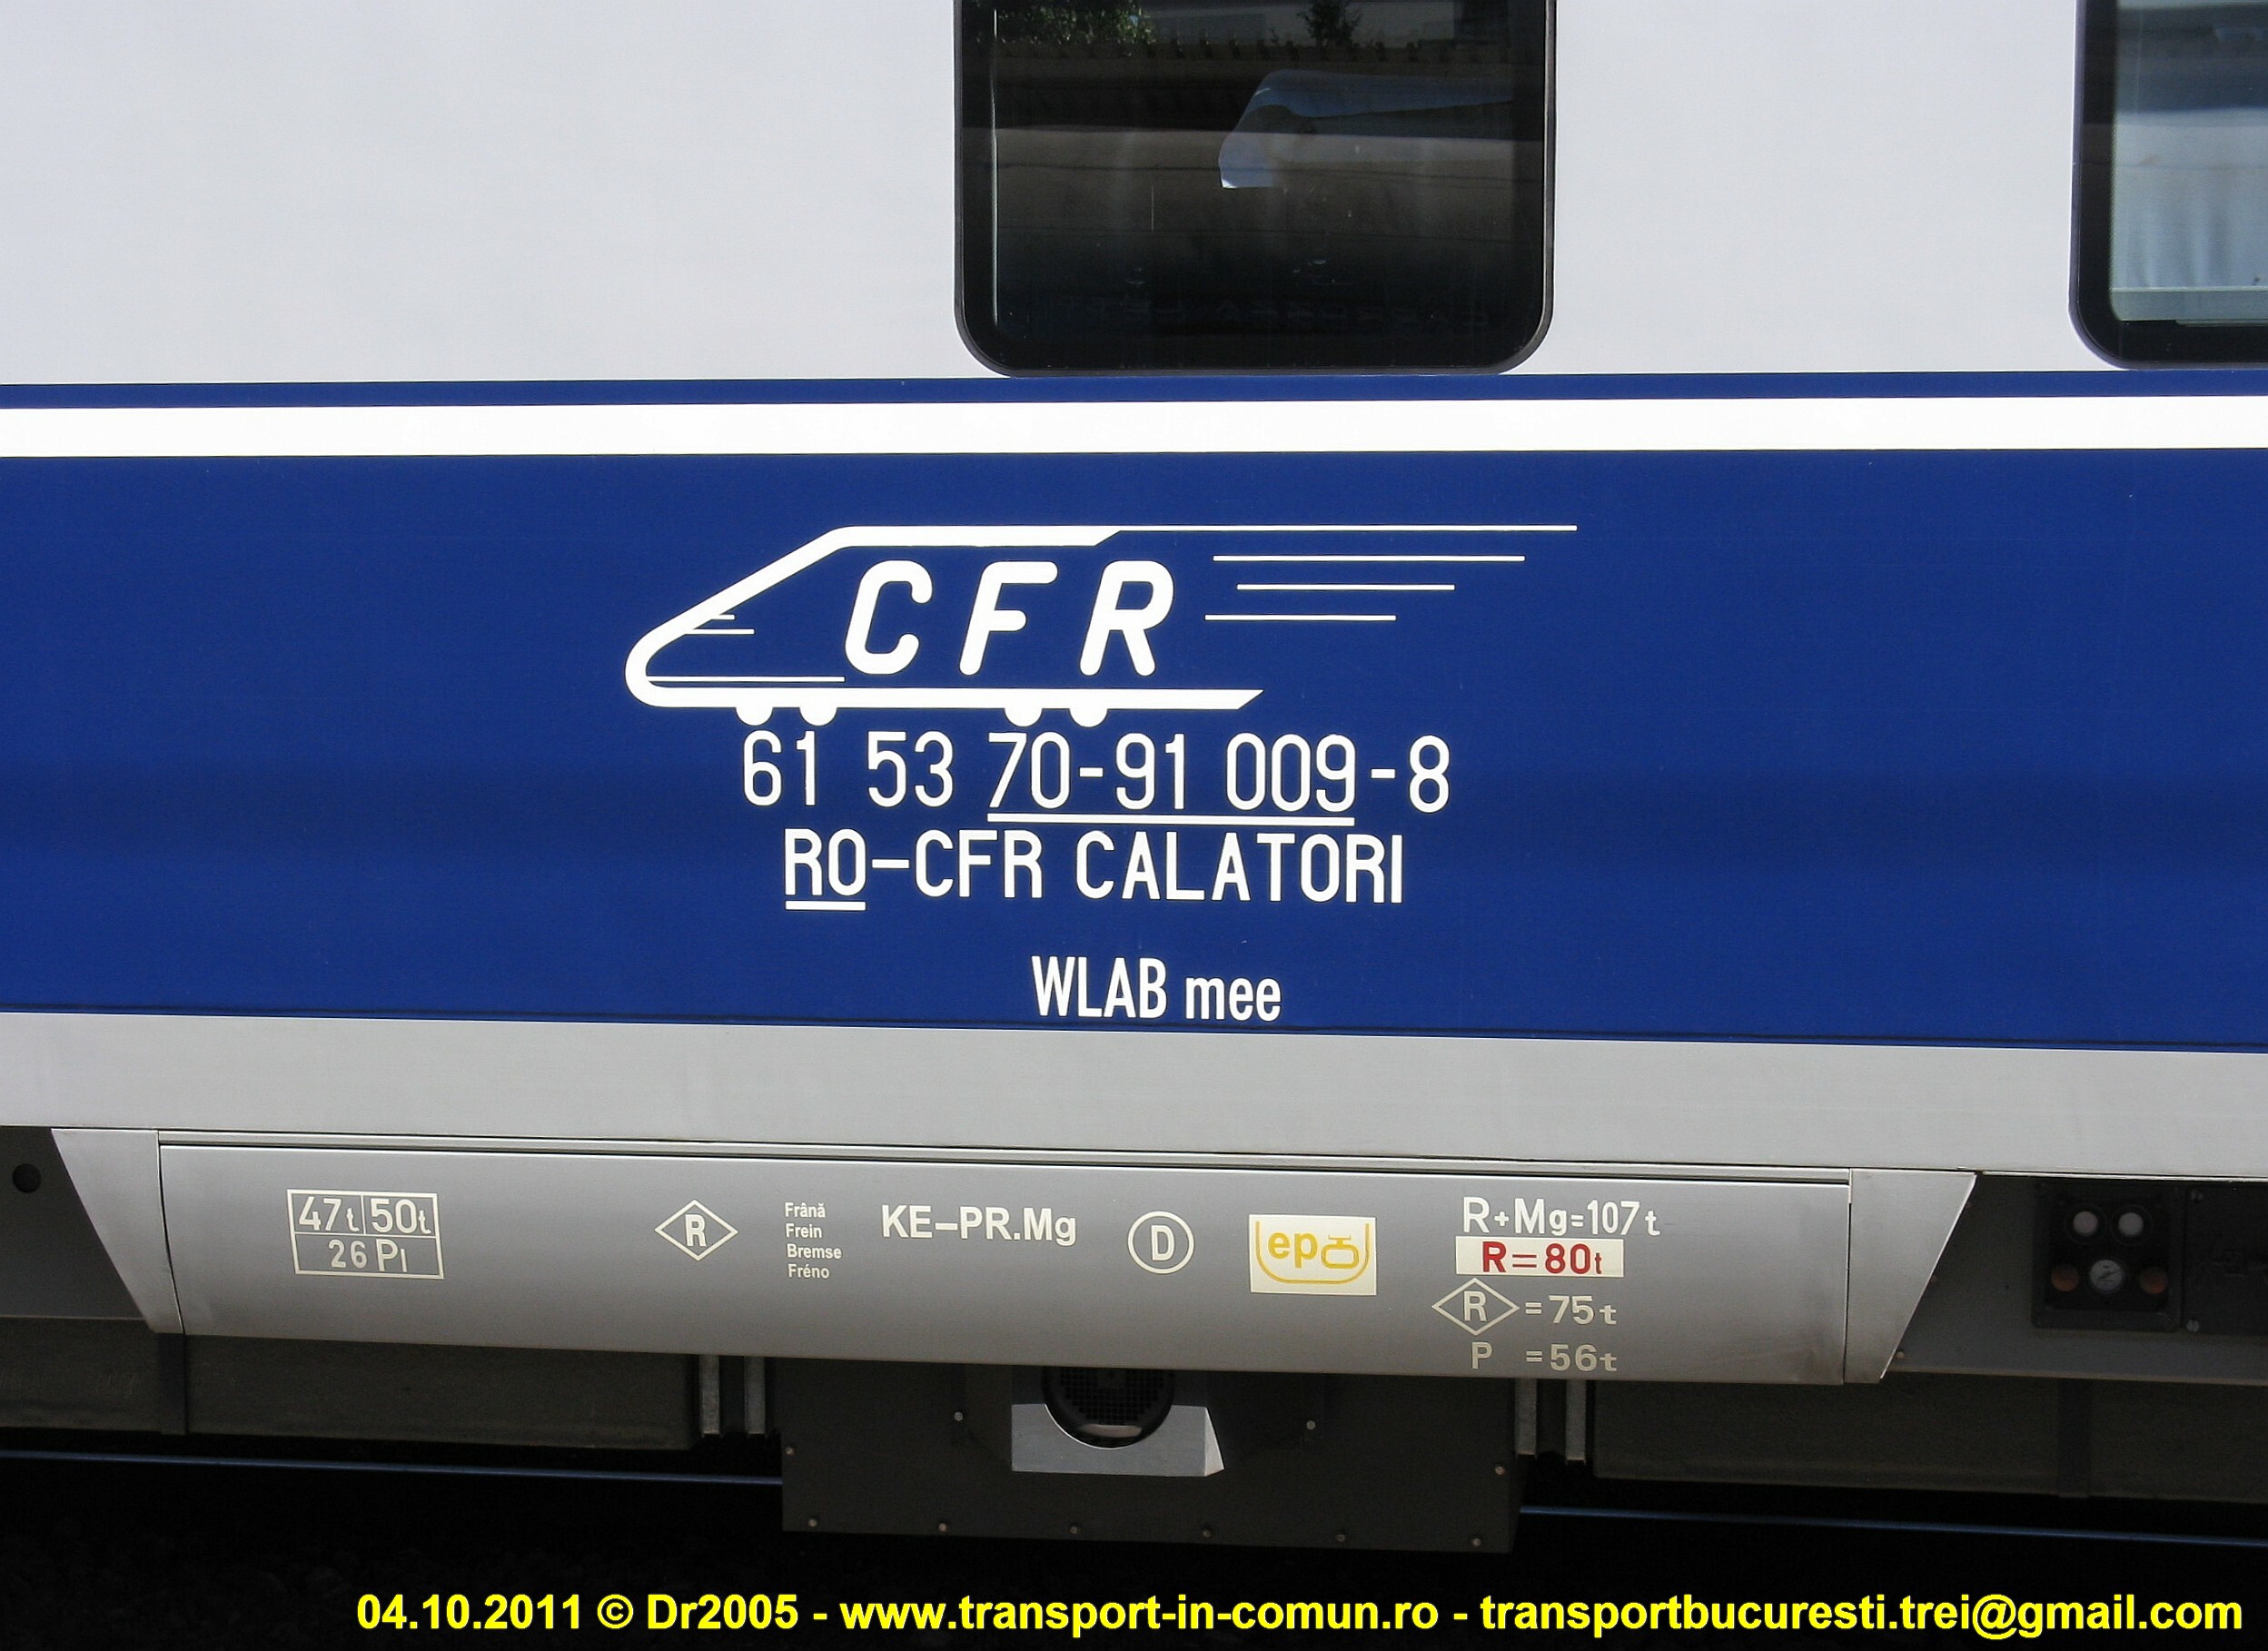 CFR
61 53 70-91 009-8
RO-CFR CALATORI
WLAB mee
47t 50t
26 Pl
R
Frână
Frein
Bremse
Fréno
KE-PR.Mg
D
ep
R+Mg=107t
R=80t
R =75t
P =56t
04.10.2011 © Dr2005 - www.transport-in-comun.ro - transportbucuresti.trei@gmail.com